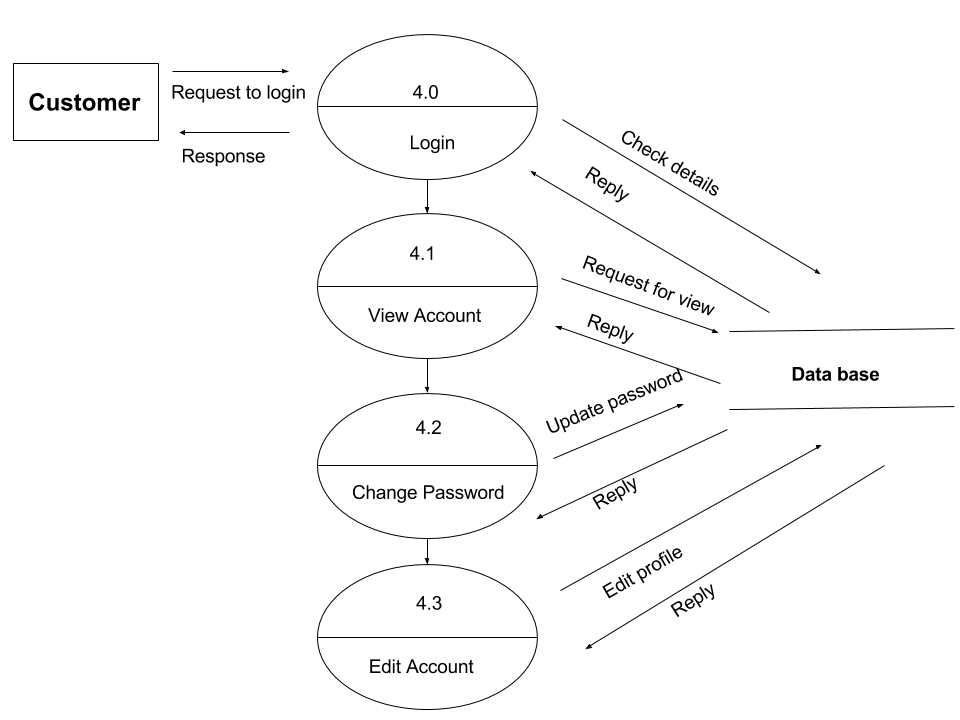 Customer
Request to login
Response
4.0
Login
Check details
Reply
4.1
View Account
Request for view
Reply
Data base
4.2
Change Password
Update password
Reply
4.3
Edit Account
Edit profile
Reply